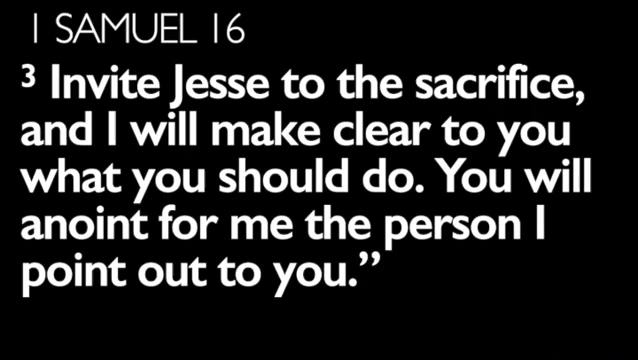 1 SAMUEL 16
³ Invite Jesse to the sacrifice,
and I will make clear to you
what you should do. You will
anoint for me the person I
point out to you.”